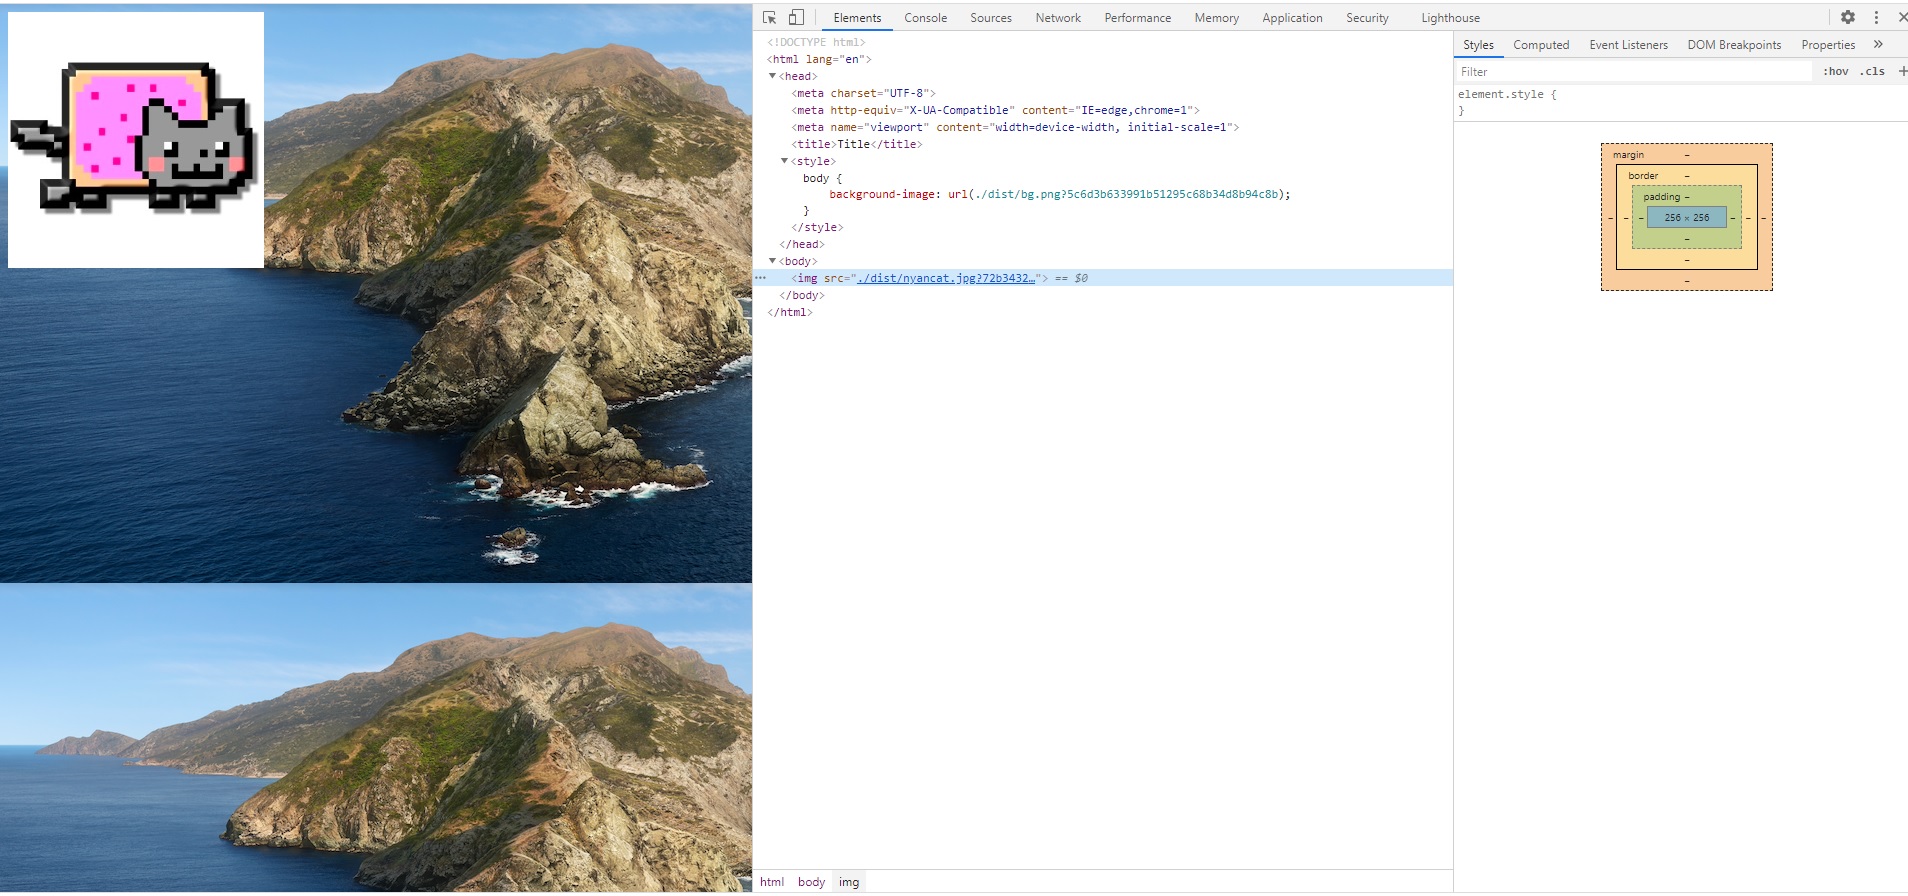 Elements Console Sources Network Performance Memory Application Security Lighthouse
<!DOCTYPE html>
<html lang="en">
<head>
<meta charset="UTF-8">
<meta http-equiv="X-UA-Compatible" content="IE=edge,chrome=1">
<meta name="viewport" content="width=device-width, initial-scale=1">
<title>Title</title>
<style>
body {
background-image: url(./dist/bg.png?5c6d3b633991b51295c68b34d8b94c8b);
}
</style>
</head>
<body>
<img src="./dist/nyancat.jpg?72b3432…"> == $0
</body>
</html>
html body img
Styles Computed Event Listeners DOM Breakpoints Properties »
Filter :hov .cls +
element.style {
}
margin –
border –
padding –
– – – 256 × 256 – – –
–
–
–